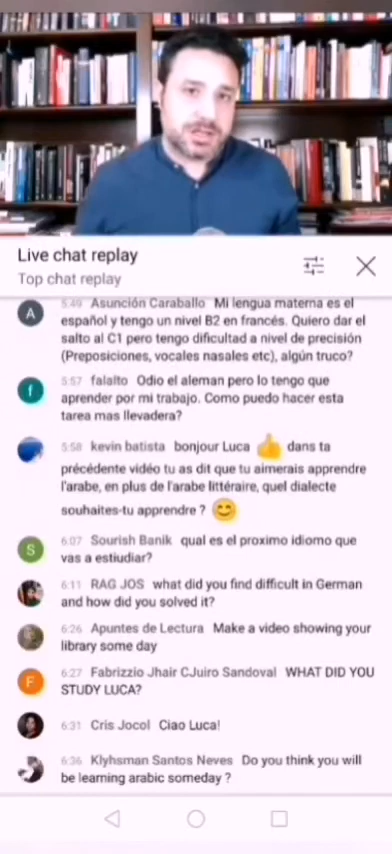 Live chat replay
Top chat replay
5:49 Asunción Caraballo Mi lengua materna es el
español y tengo un nivel B2 en francés. Quiero dar el
salto al C1 pero tengo dificultad a nivel de precisión
(Preposiciones, vocales nasales etc), algún truco?
5:57 falalto Odio el aleman pero lo tengo que
aprender por mi trabajo. Como puedo hacer esta
tarea mas llevadera?
5:58 kevin batista bonjour Luca 👍 dans ta
précédente vidéo tu as dit que tu aimerais apprendre
l'arabe, en plus de l'arabe littéraire, quel dialecte
souhaites-tu apprendre ? 😊
6:07 Sourish Banik qual es el proximo idiomo que
vas a estiudiar?
6:11 RAG JOS what did you find difficult in German
and how did you solved it?
6:26 Apuntes de Lectura Make a video showing your
library some day
6:27 Fabrizzio Jhair CJuiro Sandoval WHAT DID YOU
STUDY LUCA?
6:31 Cris Jocol Ciao Luca!
6:36 Klyhsman Santos Neves Do you think you will
be learning arabic someday ?